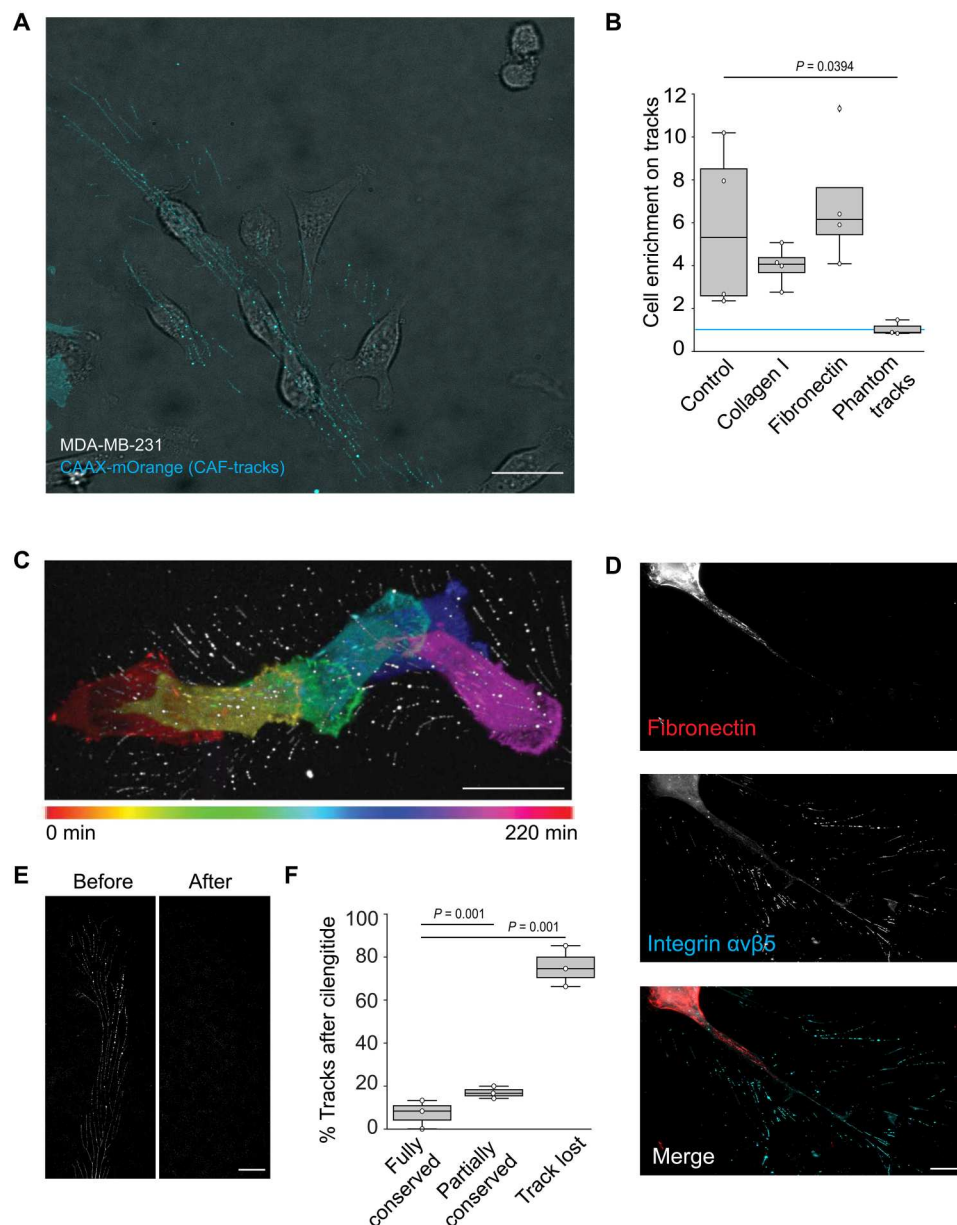 A
MDA-MB-231
CAAX-mOrange (CAF-tracks)
B
P = 0.0394
Cell enrichment on tracks
12
10
8
6
4
2
0
Control
Collagen I
Fibronectin
Phantom
tracks
C
0 min
220 min
D
Fibronectin
Integrin αvβ5
Merge
E
Before
After
F
P = 0.001
P = 0.001
% Tracks after cilengitide
100
80
60
40
20
0
Fully
conserved
Partially
conserved
Track lost